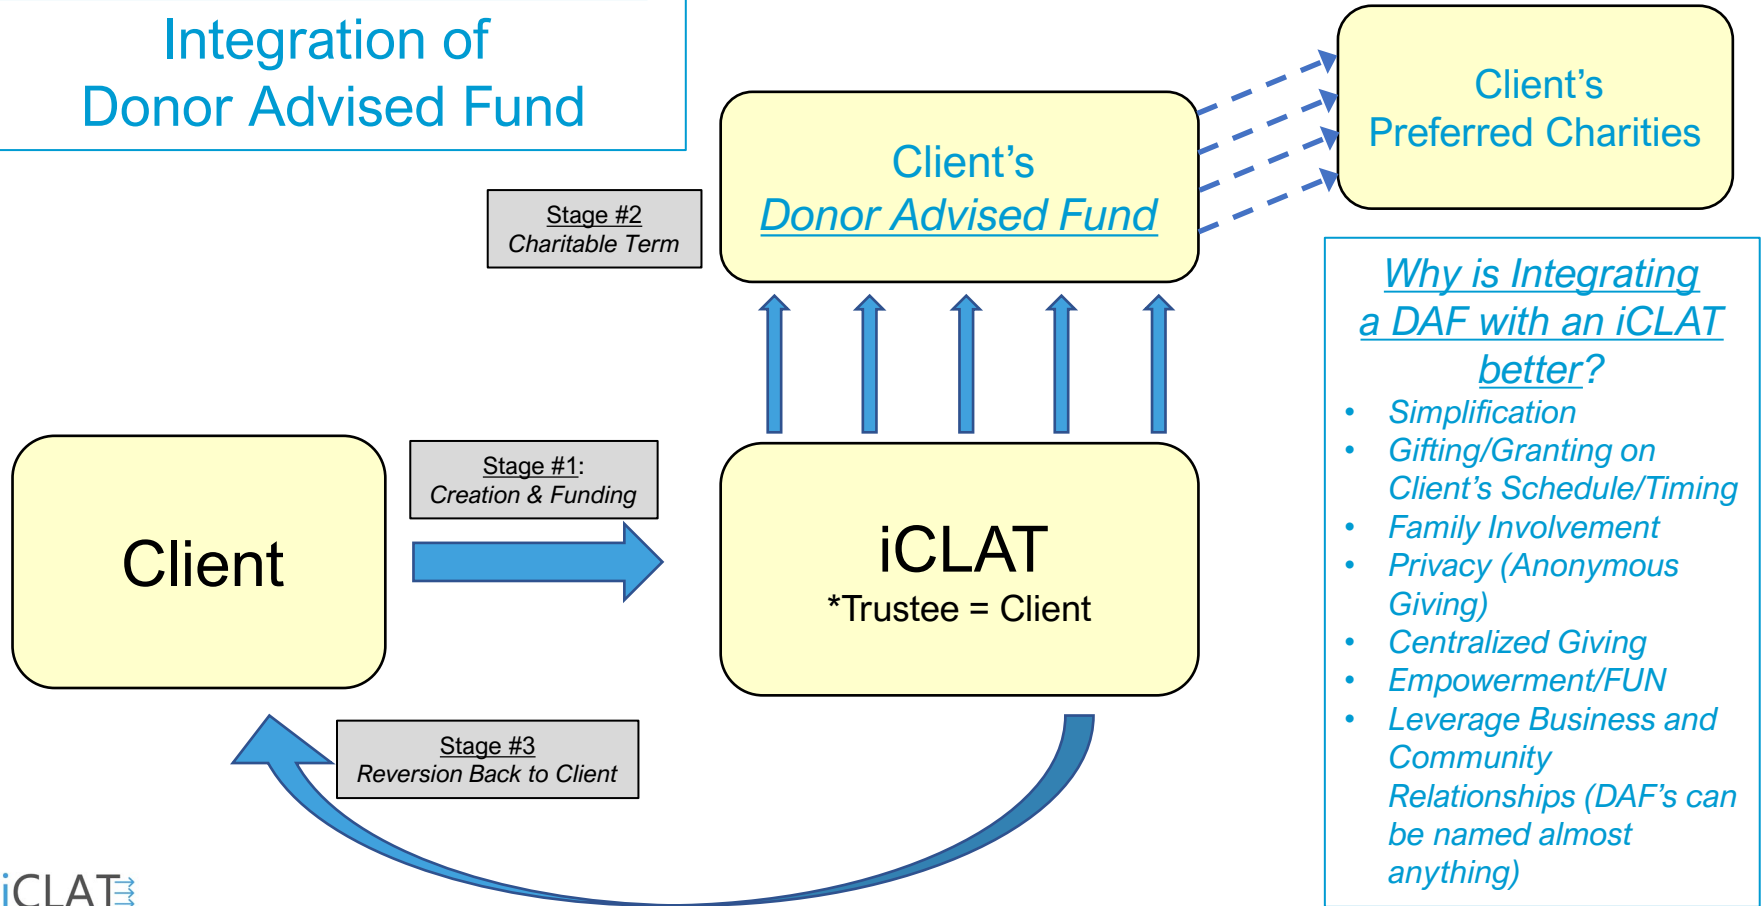 Integration of
Donor Advised Fund
Client's
Preferred Charities
Client's
Donor Advised Fund
Stage #2
Charitable Term
Stage #1:
Creation & Funding
Client
iCLAT
*Trustee = Client
Stage #3
Reversion Back to Client
Why is Integrating
a DAF with an iCLAT
better?
• Simplification
• Gifting/Granting on
Client's Schedule/Timing
• Family Involvement
• Privacy (Anonymous
Giving)
• Centralized Giving
• Empowerment/FUN
• Leverage Business and
Community
Relationships (DAF's can
be named almost
anything)
iCLAT